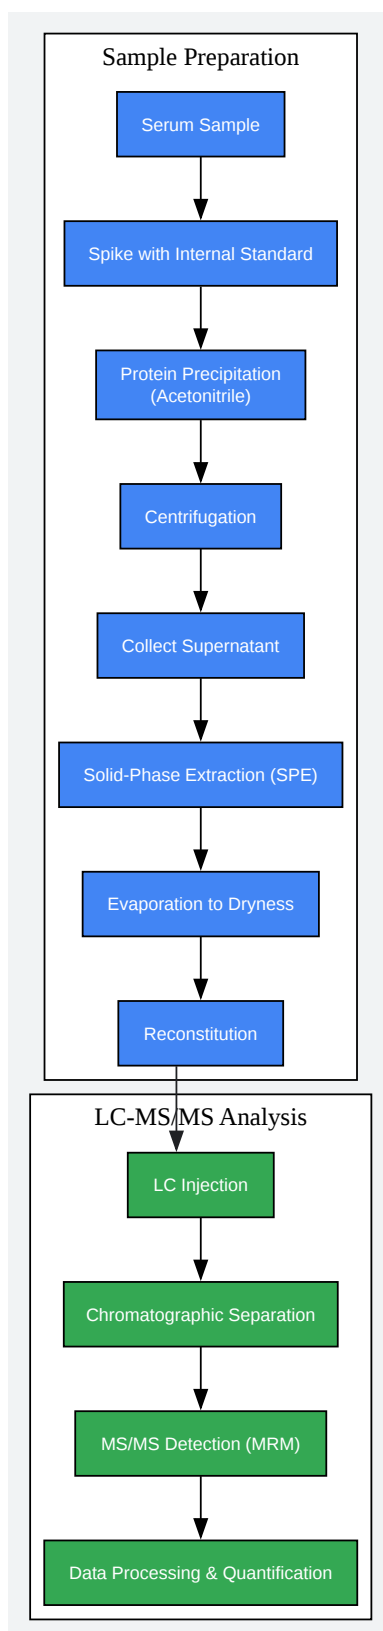 Sample Preparation
Serum Sample
Spike with Internal Standard
Protein Precipitation
(Acetonitrile)
Centrifugation
Collect Supernatant
Solid-Phase Extraction (SPE)
Evaporation to Dryness
Reconstitution
LC-MS/MS Analysis
LC Injection
Chromatographic Separation
MS/MS Detection (MRM)
Data Processing & Quantification